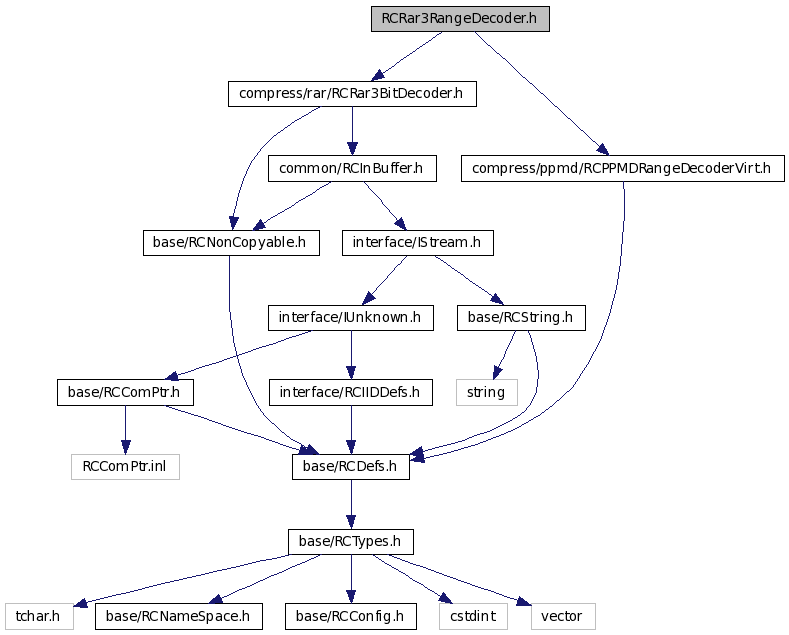 RCRar3RangeDecoder.h
compress/rar/RCRar3BitDecoder.h
common/RCInBuffer.h
compress/ppmd/RCPPMDRangeDecoderVirt.h
base/RCNonCopyable.h
interface/IStream.h
interface/IUnknown.h
base/RCString.h
base/RCComPtr.h
interface/RCIIDDefs.h
string
RCComPtr.inl
base/RCDefs.h
base/RCTypes.h
tchar.h
base/RCNameSpace.h
base/RCConfig.h
cstdint
vector